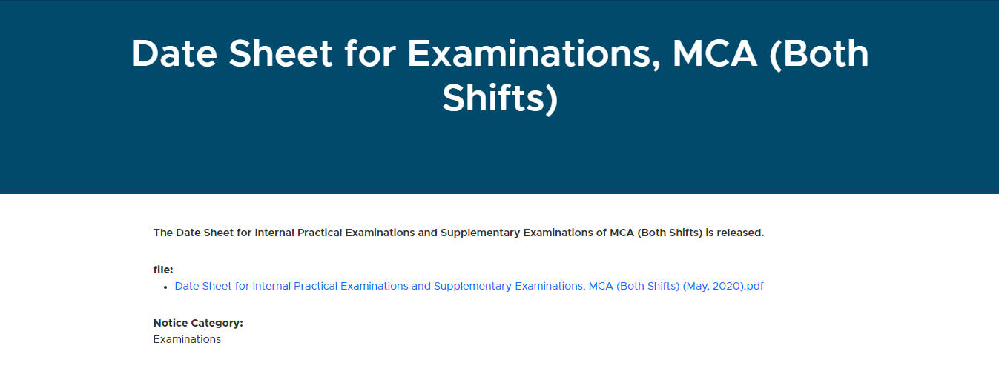 Date Sheet for Examinations, MCA (Both
Shifts)
The Date Sheet for Internal Practical Examinations and Supplementary Examinations of MCA (Both Shifts) is released.
file:
• Date Sheet for Internal Practical Examinations and Supplementary Examinations, MCA (Both Shifts) (May, 2020).pdf
Notice Category:
Examinations